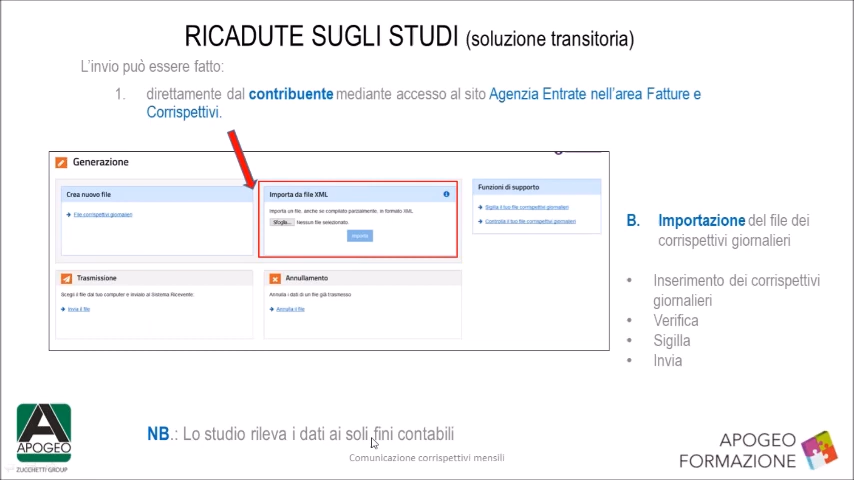 RICADUTE SUGLI STUDI (soluzione transitoria)
L'invio può essere fatto:
1. direttamente dal contribuente mediante accesso al sito Agenzia Entrate nell'area Fatture e
Corrispettivi.
Generazione
Crea nuovo file
File corrispettivi giornalieri
Importa da file XML
Importa un file, anche se compilato parzialmente, in formato XML
Sfoglia... Nessun file selezionato.
Importa
Funzioni di supporto
Sigilla il tuo file corrispettivi giornalieri
Controlla il tuo file corrispettivi giornalieri
Trasmissione
Scegli il file dal tuo computer e invialo al Sistema Ricevente.
Invia il file
Annullamento
Annulla i dati di un file già trasmesso
Annulla il file
B. Importazione del file dei
corrispettivi giornalieri
• Inserimento dei corrispettivi
giornalieri
• Verifica
• Sigilla
• Invia
NB.: Lo studio rileva i dati ai soli fini contabili
Comunicazione corrispettivi mensili
APOGEO
ZUCCHETTI GROUP
APOGEO
FORMAZIONE